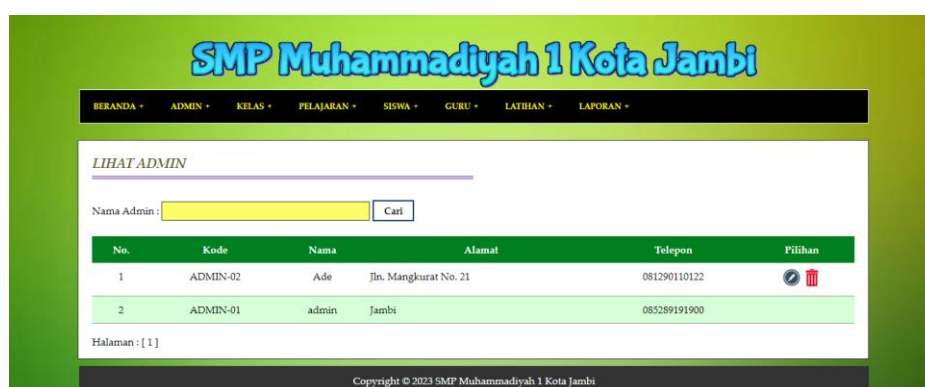 SMP Muhammadiyah 1 Kota Jambi
BERANDA + ADMIN + KELAS + PELAJARAN + SISWA + GURU + LATIHAN + LAPORAN +
LIHAT ADMIN
Nama Admin : Cari
No. Kode Nama Alamat Telepon Pilihan
1 ADMIN-02 Ade Jln. Mangkurat No. 21 081290110122
2 ADMIN-01 admin Jambi 085289191900
Halaman : [ 1 ]
Copyright © 2023 SMP Muhammadiyah 1 Kota Jambi